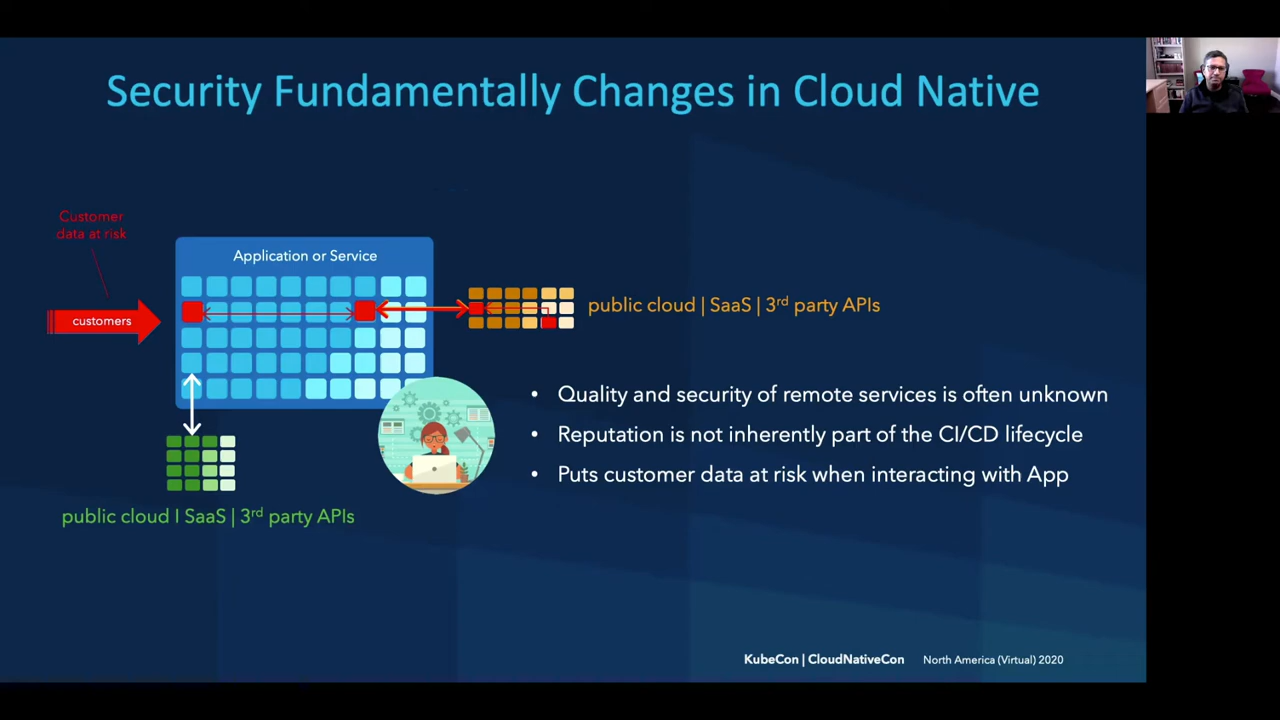 Security Fundamentally Changes in Cloud Native
Customer
data at risk
Application or Service
customers
public cloud | SaaS | 3rd party APIs
• Quality and security of remote services is often unknown
• Reputation is not inherently part of the CI/CD lifecycle
• Puts customer data at risk when interacting with App
public cloud I SaaS | 3rd party APIs
KubeCon | CloudNativeCon North America (Virtual) 2020